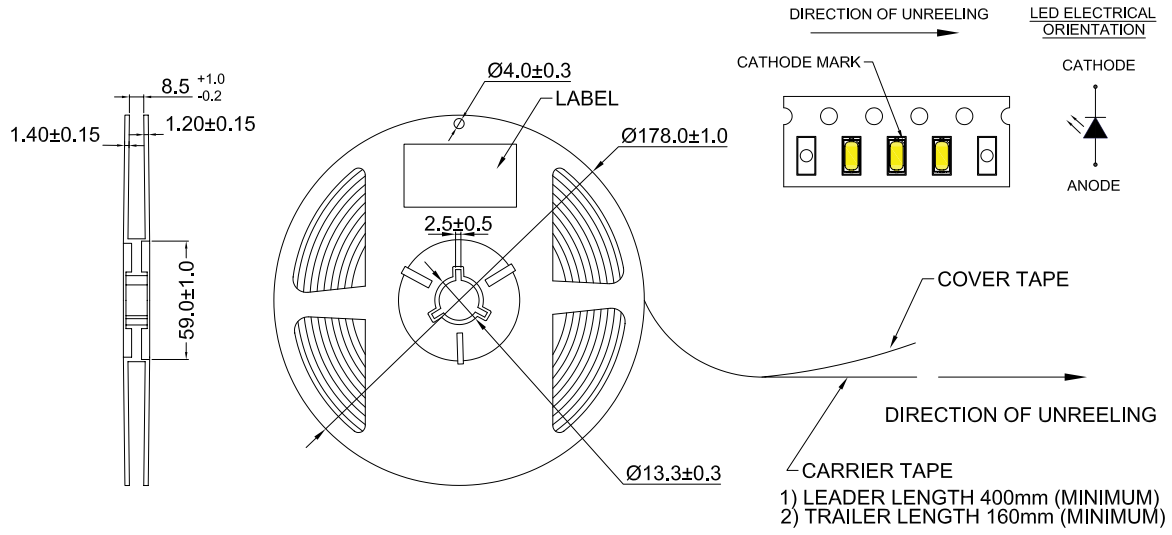 8.5 +1.0 -0.2
1.40±0.15
1.20±0.15
59.0±1.0
Ø4.0±0.3
LABEL
Ø178.0±1.0
2.5±0.5
Ø13.3±0.3
DIRECTION OF UNREELING
CATHODE MARK
LED ELECTRICAL
ORIENTATION
CATHODE
ANODE
COVER TAPE
DIRECTION OF UNREELING
CARRIER TAPE
1) LEADER LENGTH 400mm (MINIMUM)
2) TRAILER LENGTH 160mm (MINIMUM)